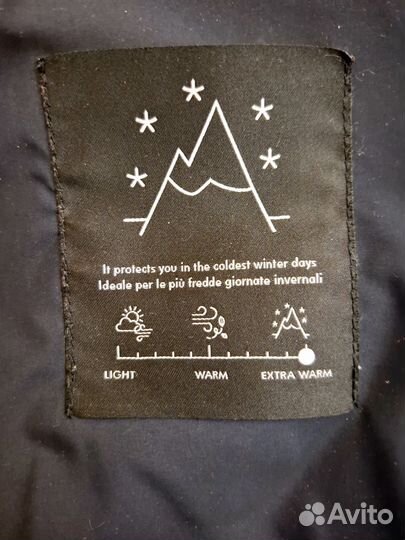 It protects you in the coldest winter days
Ideale per le più fredde giornate invernali
LIGHT WARM EXTRA WARM
Avito